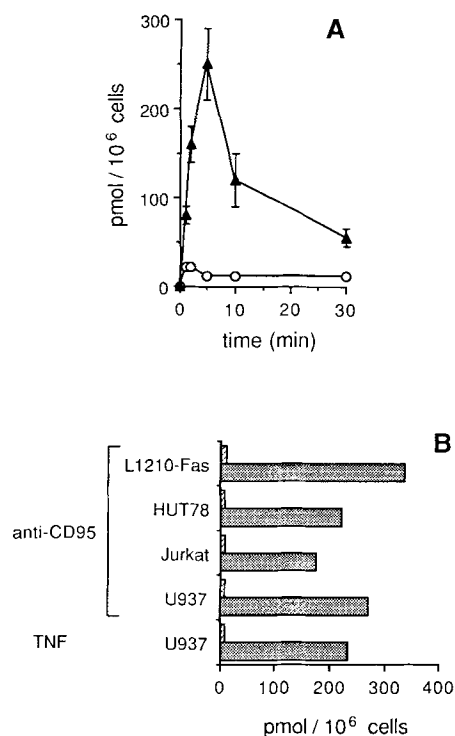 A
300
200
100
0
pmol / 10⁶ cells
0 10 20 30
time (min)
B
L1210-Fas
HUT78
anti-CD95
Jurkat
U937
TNF U937
0 100 200 300 400
pmol / 10⁶ cells